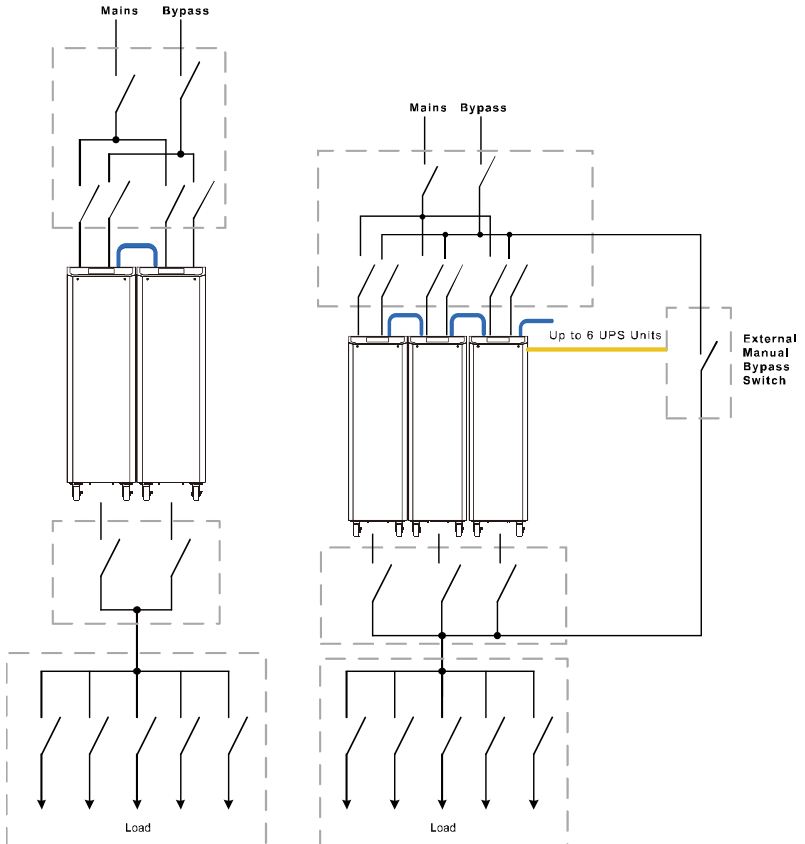 Mains Bypass
Mains Bypass
Up to 6 UPS Units
External
Manual
Bypass
Switch
Load
Load